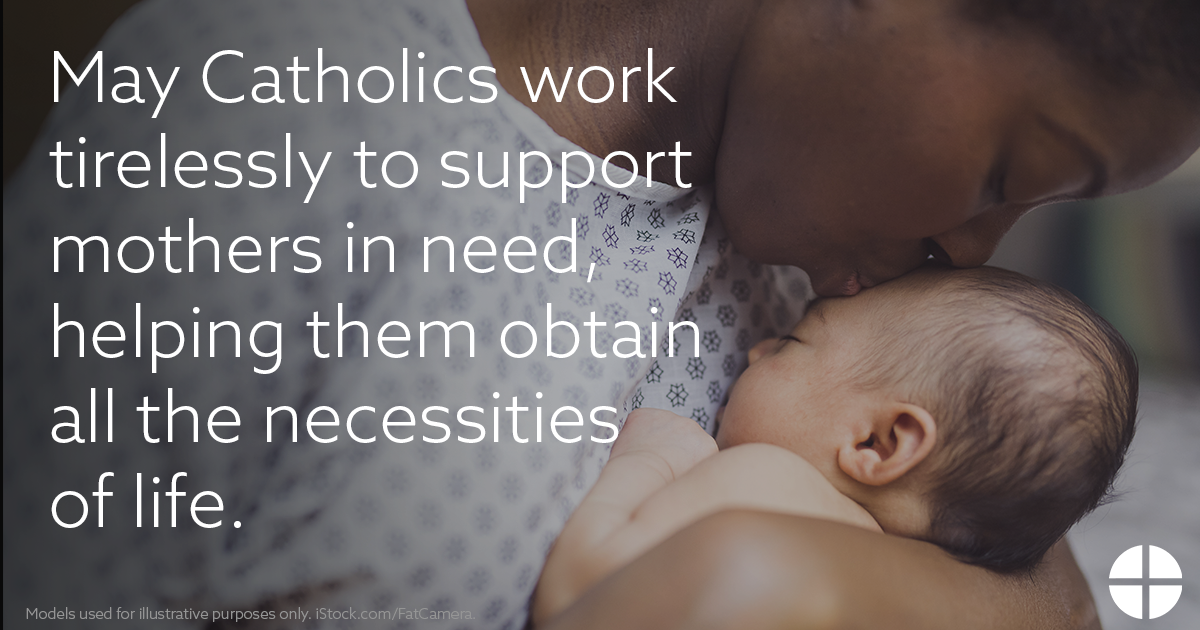 May Catholics work
tirelessly to support
mothers in need,
helping them obtain
all the necessities
of life.
Models used for illustrative purposes only. iStock.com/FatCamera.